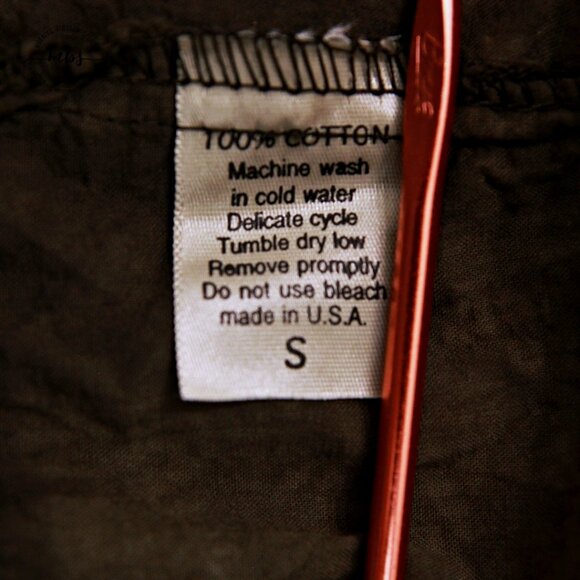 100% COTTON
Machine wash
in cold water
Delicate cycle
Tumble dry low
Remove promptly
Do not use bleach
made in U.S.A.
S